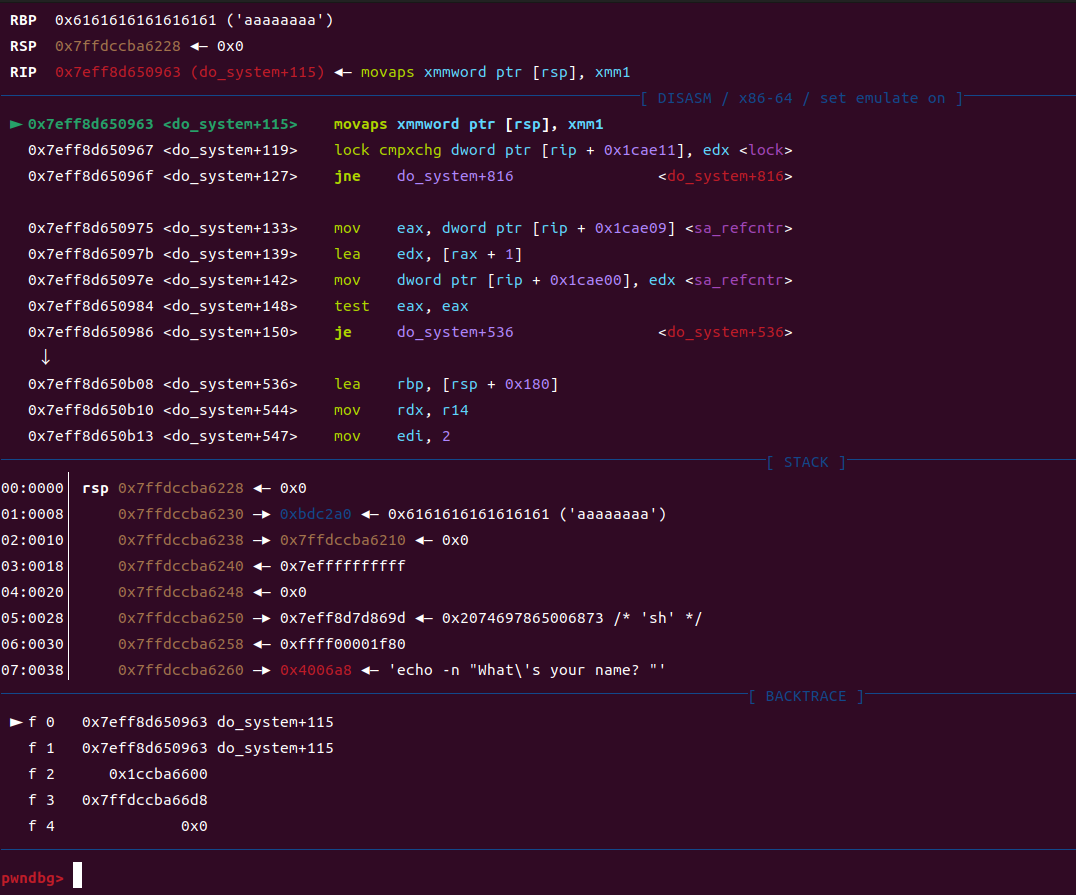 RBP 0x6161616161616161 ('aaaaaaaa')
RSP 0x7ffdccba6228 ◂— 0x0
RIP 0x7eff8d650963 (do_system+115) ◂— movaps xmmword ptr [rsp], xmm1
[ DISASM / x86-64 / set emulate on ]
► 0x7eff8d650963 <do_system+115> movaps xmmword ptr [rsp], xmm1
0x7eff8d650967 <do_system+119> lock cmpxchg dword ptr [rip + 0x1cae11], edx <lock>
0x7eff8d65096f <do_system+127> jne do_system+816 <do_system+816>
0x7eff8d650975 <do_system+133> mov eax, dword ptr [rip + 0x1cae09] <sa_refcntr>
0x7eff8d65097b <do_system+139> lea edx, [rax + 1]
0x7eff8d65097e <do_system+142> mov dword ptr [rip + 0x1cae00], edx <sa_refcntr>
0x7eff8d650984 <do_system+148> test eax, eax
0x7eff8d650986 <do_system+150> je do_system+536 <do_system+536>
↓
0x7eff8d650b08 <do_system+536> lea rbp, [rsp + 0x180]
0x7eff8d650b10 <do_system+544> mov rdx, r14
0x7eff8d650b13 <do_system+547> mov edi, 2
[ STACK ]
00:0000│ rsp 0x7ffdccba6228 ◂— 0x0
01:0008│ 0x7ffdccba6230 —▸ 0xbdc2a0 ◂— 0x6161616161616161 ('aaaaaaaa')
02:0010│ 0x7ffdccba6238 —▸ 0x7ffdccba6210 ◂— 0x0
03:0018│ 0x7ffdccba6240 ◂— 0x7effffffffff
04:0020│ 0x7ffdccba6248 ◂— 0x0
05:0028│ 0x7ffdccba6250 —▸ 0x7eff8d7d869d ◂— 0x2074697865006873 /* 'sh' */
06:0030│ 0x7ffdccba6258 ◂— 0xffff00001f80
07:0038│ 0x7ffdccba6260 —▸ 0x4006a8 ◂— 'echo -n "What\'s your name? "'
[ BACKTRACE ]
► f 0 0x7eff8d650963 do_system+115
f 1 0x7eff8d650963 do_system+115
f 2 0x1ccba6600
f 3 0x7ffdccba66d8
f 4 0x0
pwndbg>